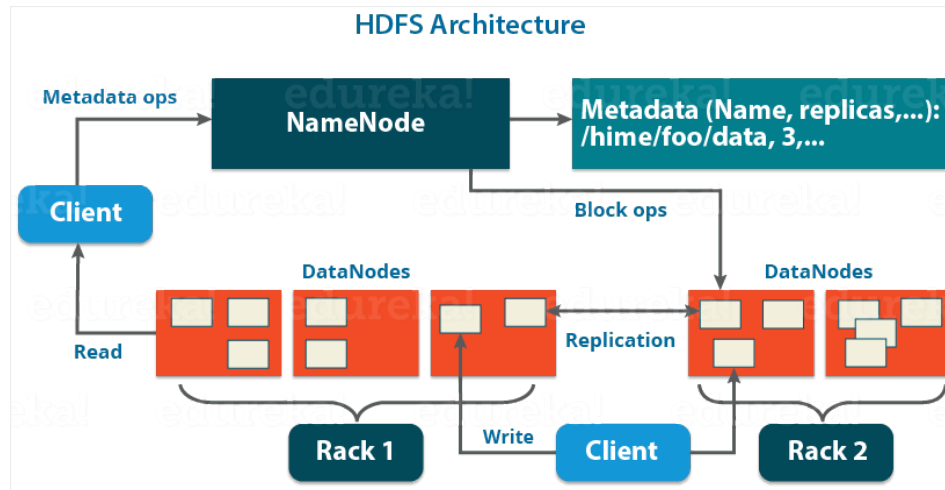 HDFS Architecture
Metadata ops
NameNode
Metadata (Name, replicas,...):
/hime/foo/data, 3,...
Client
Block ops
DataNodes
DataNodes
Read
Replication
Rack 1
Write
Client
Rack 2
edureka!